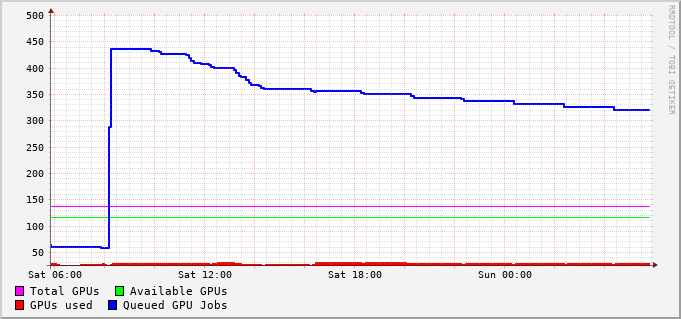 500
450
400
350
300
250
200
150
100
50
Sat 06:00 Sat 12:00 Sat 18:00 Sun 00:00
Total GPUs Available GPUs
GPUs used Queued GPU Jobs
RRDTOOL / TOBI OETIKER